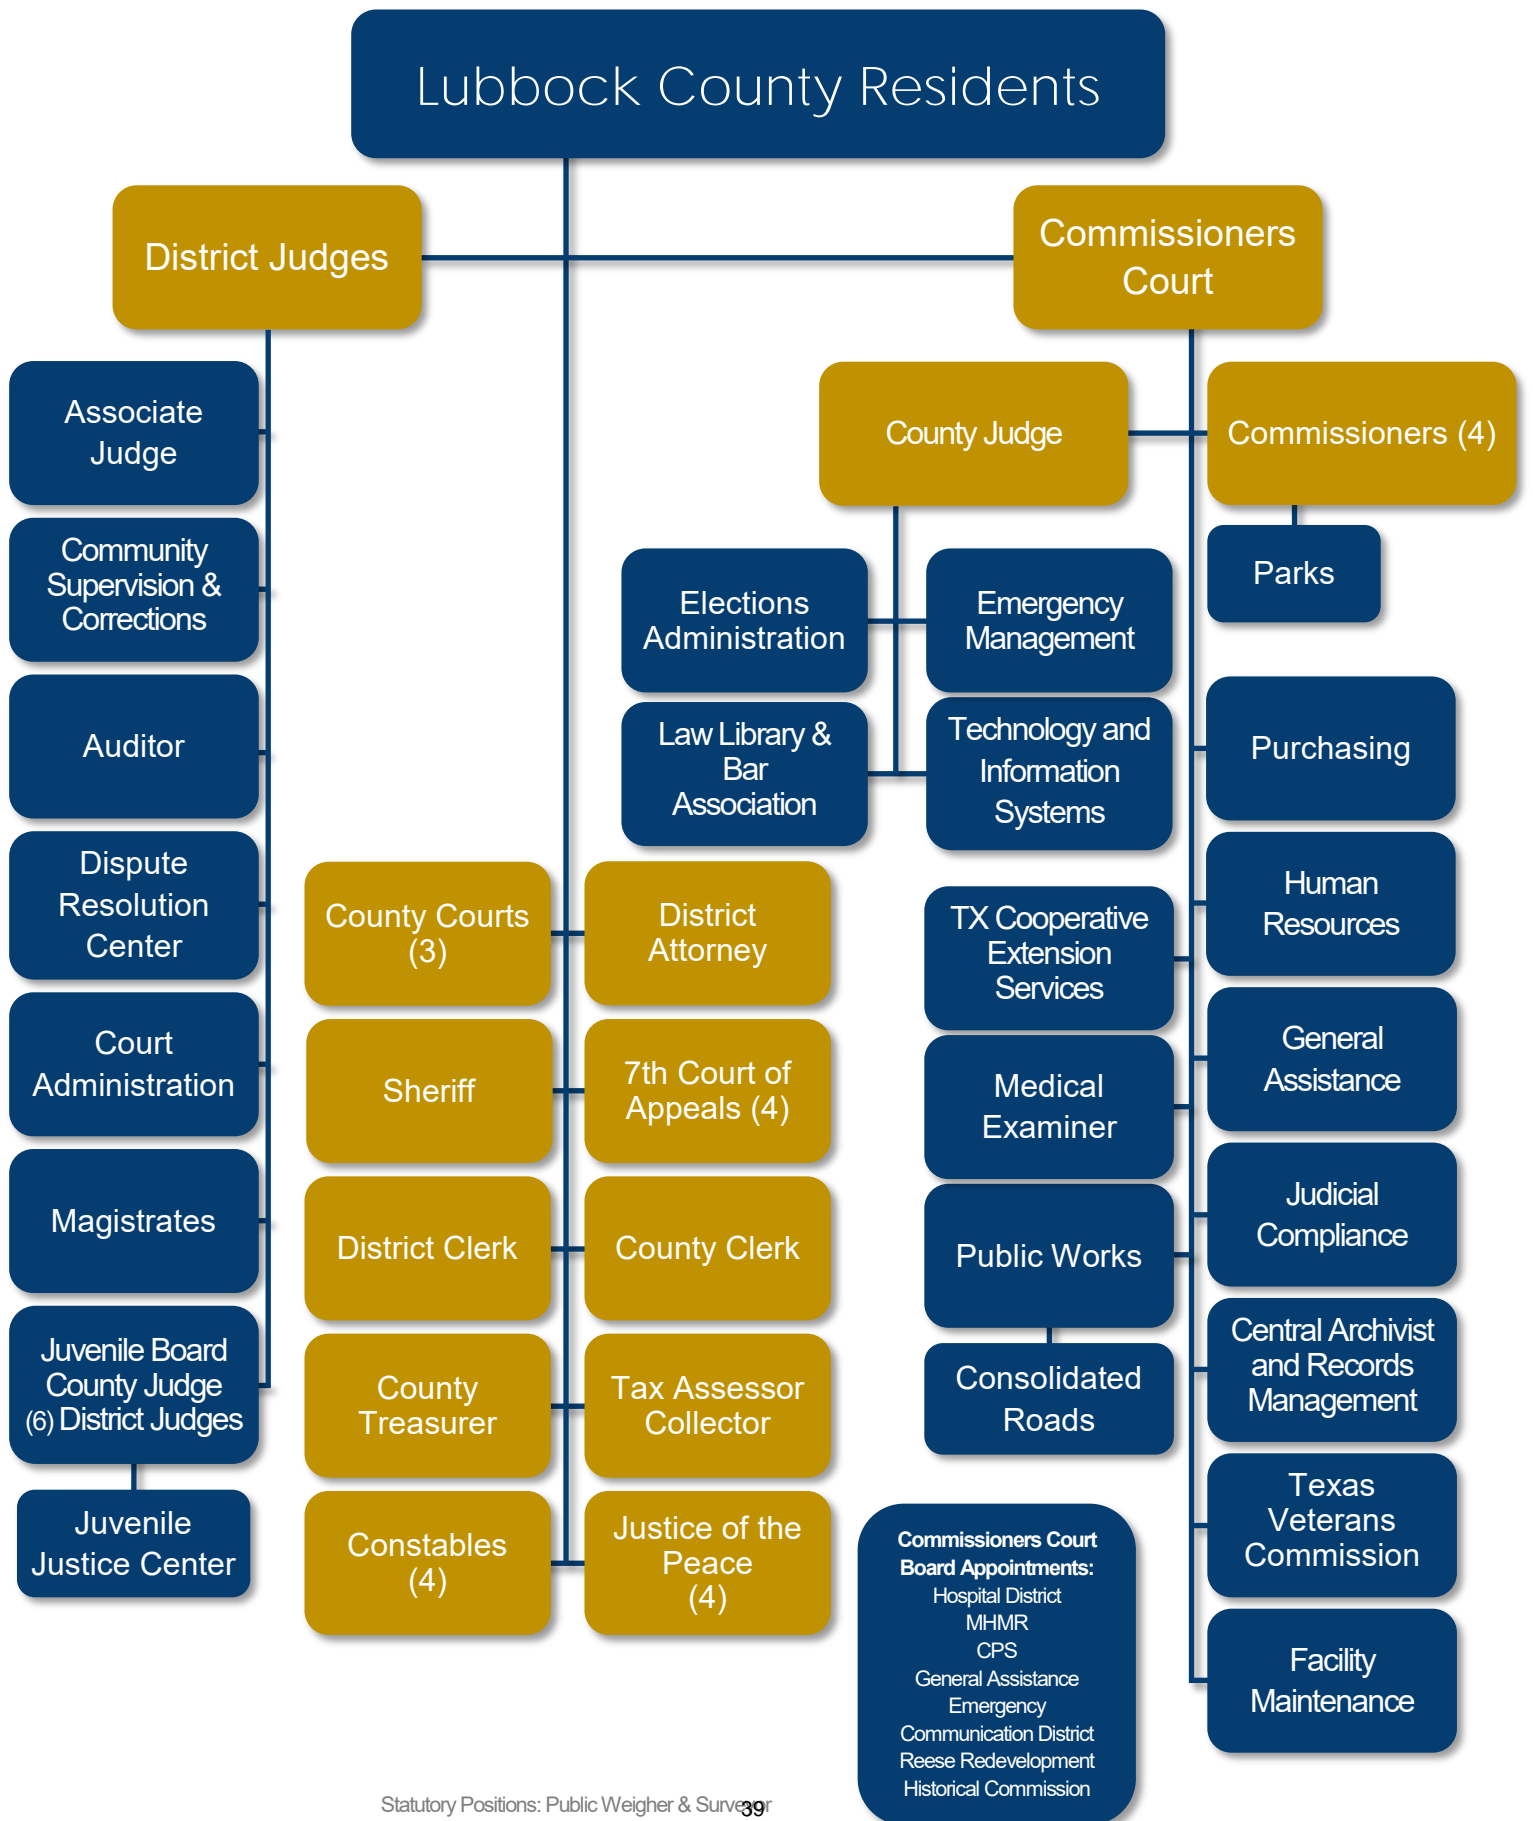 Lubbock County Residents
District Judges
Commissioners
Court
Associate
Judge
Community
Supervision &
Corrections
Auditor
Dispute
Resolution
Center
Court
Administration
Magistrates
Juvenile Board
County Judge
(6) District Judges
Juvenile
Justice Center
County Judge
Commissioners (4)
Parks
Elections
Administration
Emergency
Management
Law Library &
Bar
Association
Technology and
Information
Systems
County Courts
(3)
District
Attorney
Sheriff
7th Court of
Appeals (4)
District Clerk
County Clerk
County
Treasurer
Tax Assessor
Collector
Constables
(4)
Justice of the
Peace
(4)
TX Cooperative
Extension
Services
Medical
Examiner
Public Works
Consolidated
Roads
Purchasing
Human
Resources
General
Assistance
Judicial
Compliance
Central Archivist
and Records
Management
Texas
Veterans
Commission
Facility
Maintenance
Commissioners Court
Board Appointments:
Hospital District
MHMR
CPS
General Assistance
Emergency
Communication District
Reese Redevelopment
Historical Commission
Statutory Positions: Public Weigher & Surveyor
39